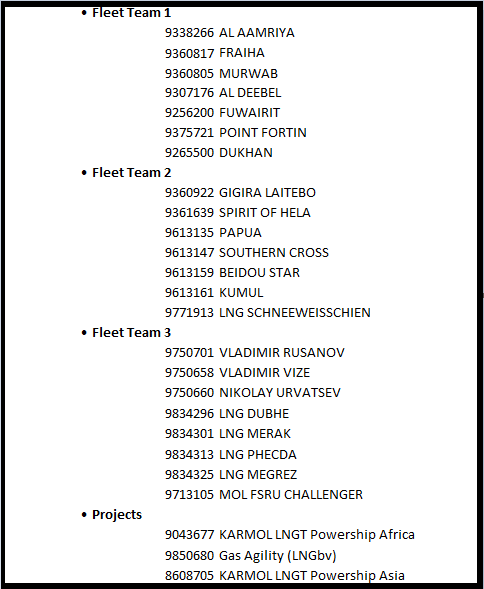 • Fleet Team 1
9338266 AL AAMRIYA
9360817 FRAIHA
9360805 MURWAB
9307176 AL DEEBEL
9256200 FUWAIRIT
9375721 POINT FORTIN
9265500 DUKHAN
• Fleet Team 2
9360922 GIGIRA LAITEBO
9361639 SPIRIT OF HELA
9613135 PAPUA
9613147 SOUTHERN CROSS
9613159 BEIDOU STAR
9613161 KUMUL
9771913 LNG SCHNEEWEISSCHIEN
• Fleet Team 3
9750701 VLADIMIR RUSANOV
9750658 VLADIMIR VIZE
9750660 NIKOLAY URVATSEV
9834296 LNG DUBHE
9834301 LNG MERAK
9834313 LNG PHECDA
9834325 LNG MEGREZ
9713105 MOL FSRU CHALLENGER
• Projects
9043677 KARMOL LNGT Powership Africa
9850680 Gas Agility (LNGbv)
8608705 KARMOL LNGT Powership Asia